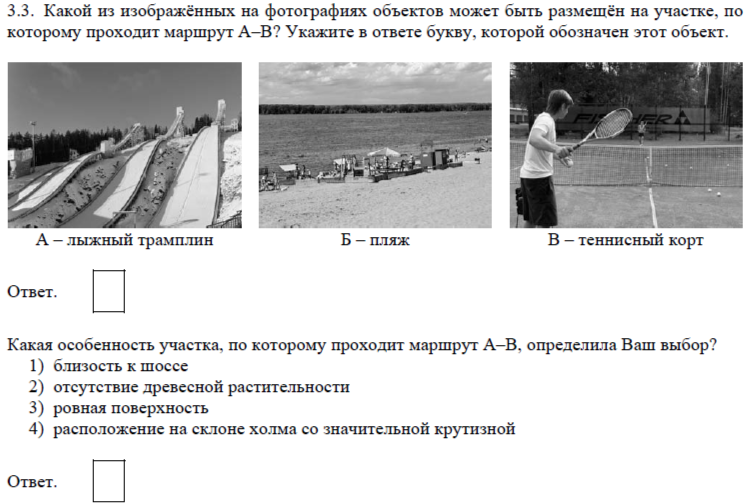 3.3. Какой из изображённых на фотографиях объектов может быть размещён на участке, по
которому проходит маршрут А–В? Укажите в ответе букву, которой обозначен этот объект.
FISCHER
А – лыжный трамплин
Б – пляж
В – теннисный корт
Ответ.
Какая особенность участка, по которому проходит маршрут А–В, определила Ваш выбор?
1) близость к шоссе
2) отсутствие древесной растительности
3) ровная поверхность
4) расположение на склоне холма со значительной крутизной
Ответ.